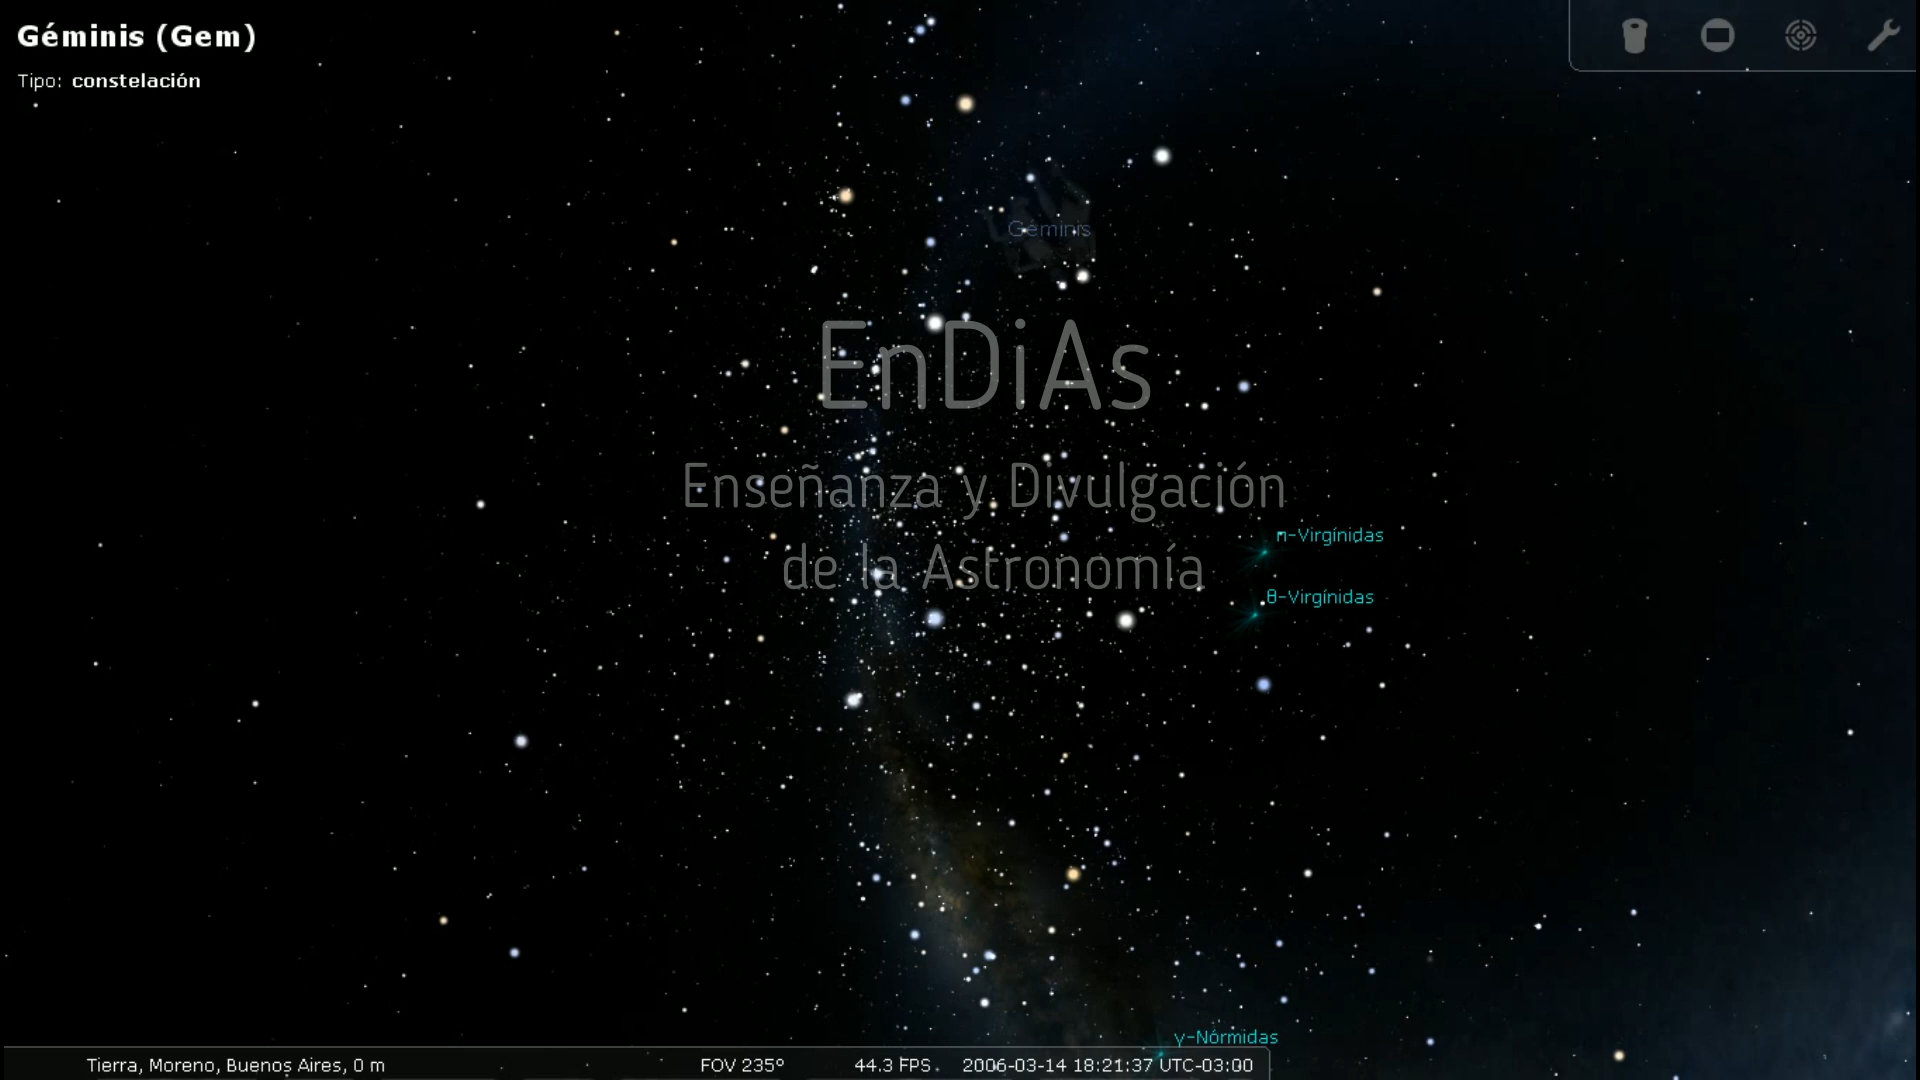 Géminis (Gem)
Tipo: constelación
Géminis
EnDiAs
Enseñanza y Divulgación
de la Astronomía
π-Virgínidas
θ-Virgínidas
γ-Nórmidas
Tierra, Moreno, Buenos Aires, 0 m
FOV 235°
44.3 FPS
2006-03-14 18:21:37 UTC-03:00